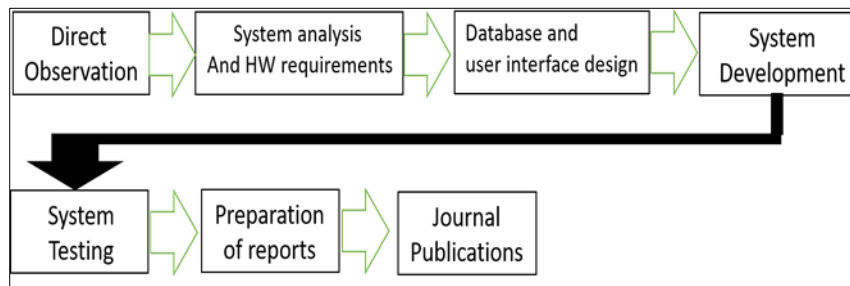 Direct
Observation
System analysis
And HW requirements
Database and
user interface design
System
Development
System
Testing
Preparation
of reports
Journal
Publications